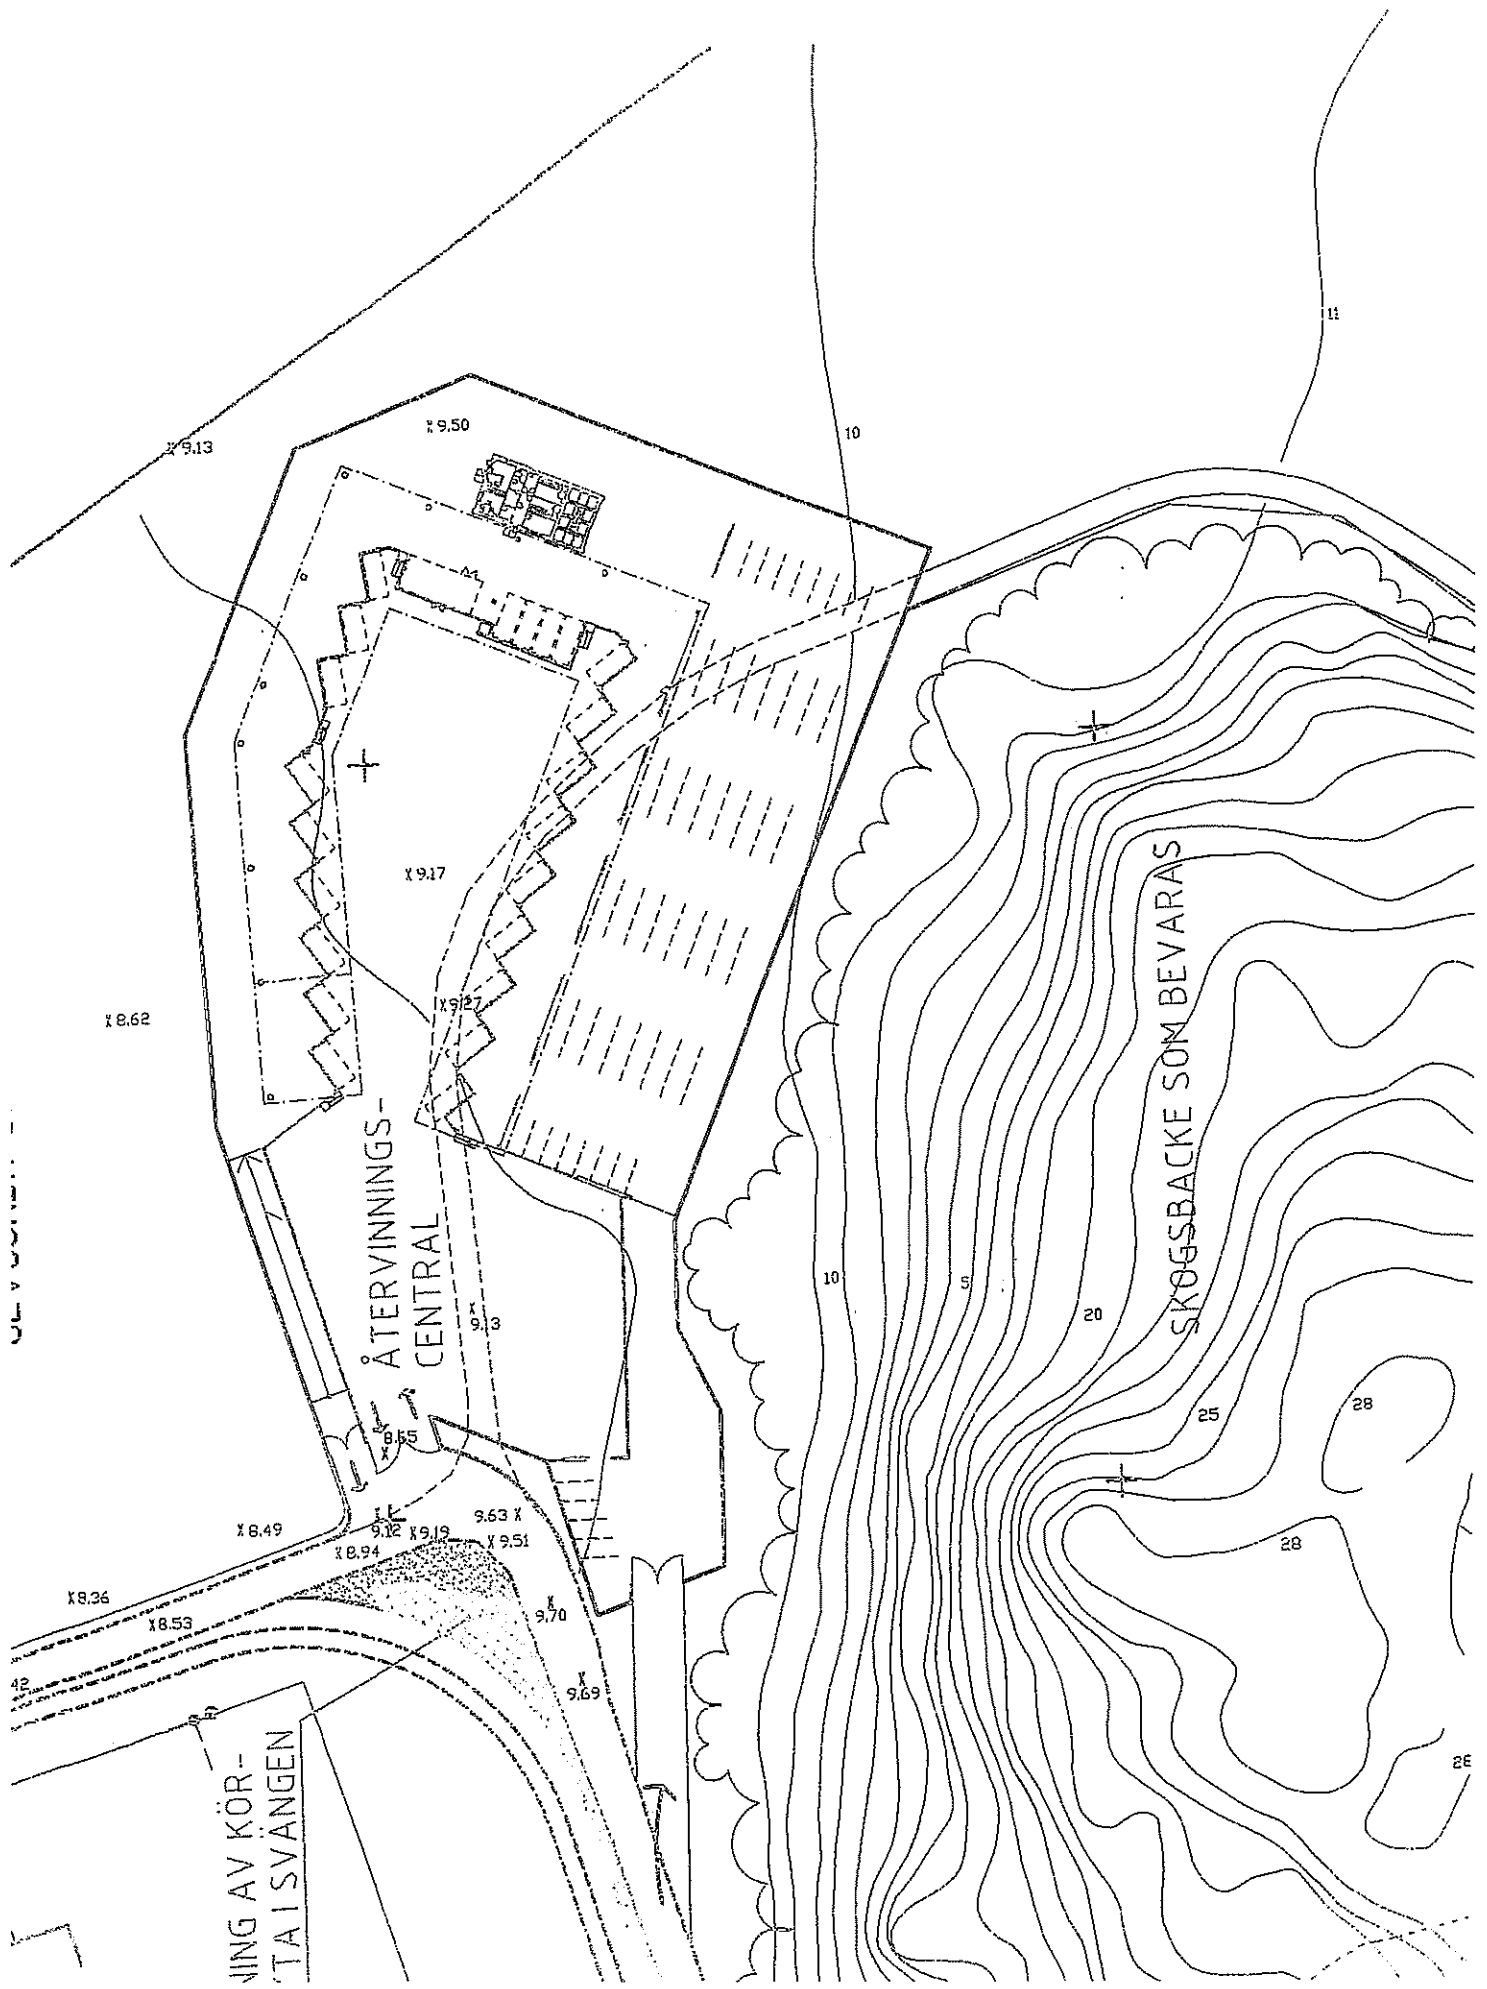 11
10
X 9.50
X 9.13
X 9.17
X 9.27
X 8.62
SKOGSBACKE SOM BEVARAS
ÅTERVINNINGS-
CENTRAL
10
5
20
25
28
X
9.13
8.65
X
9.63 X
X 8.49
9.12
X 9.19
X 9.51
X 8.94
28
X 8.36
X 8.53
X
9.70
X
9.69
42
NING AV KÖR-
TA I SVÄNGEN